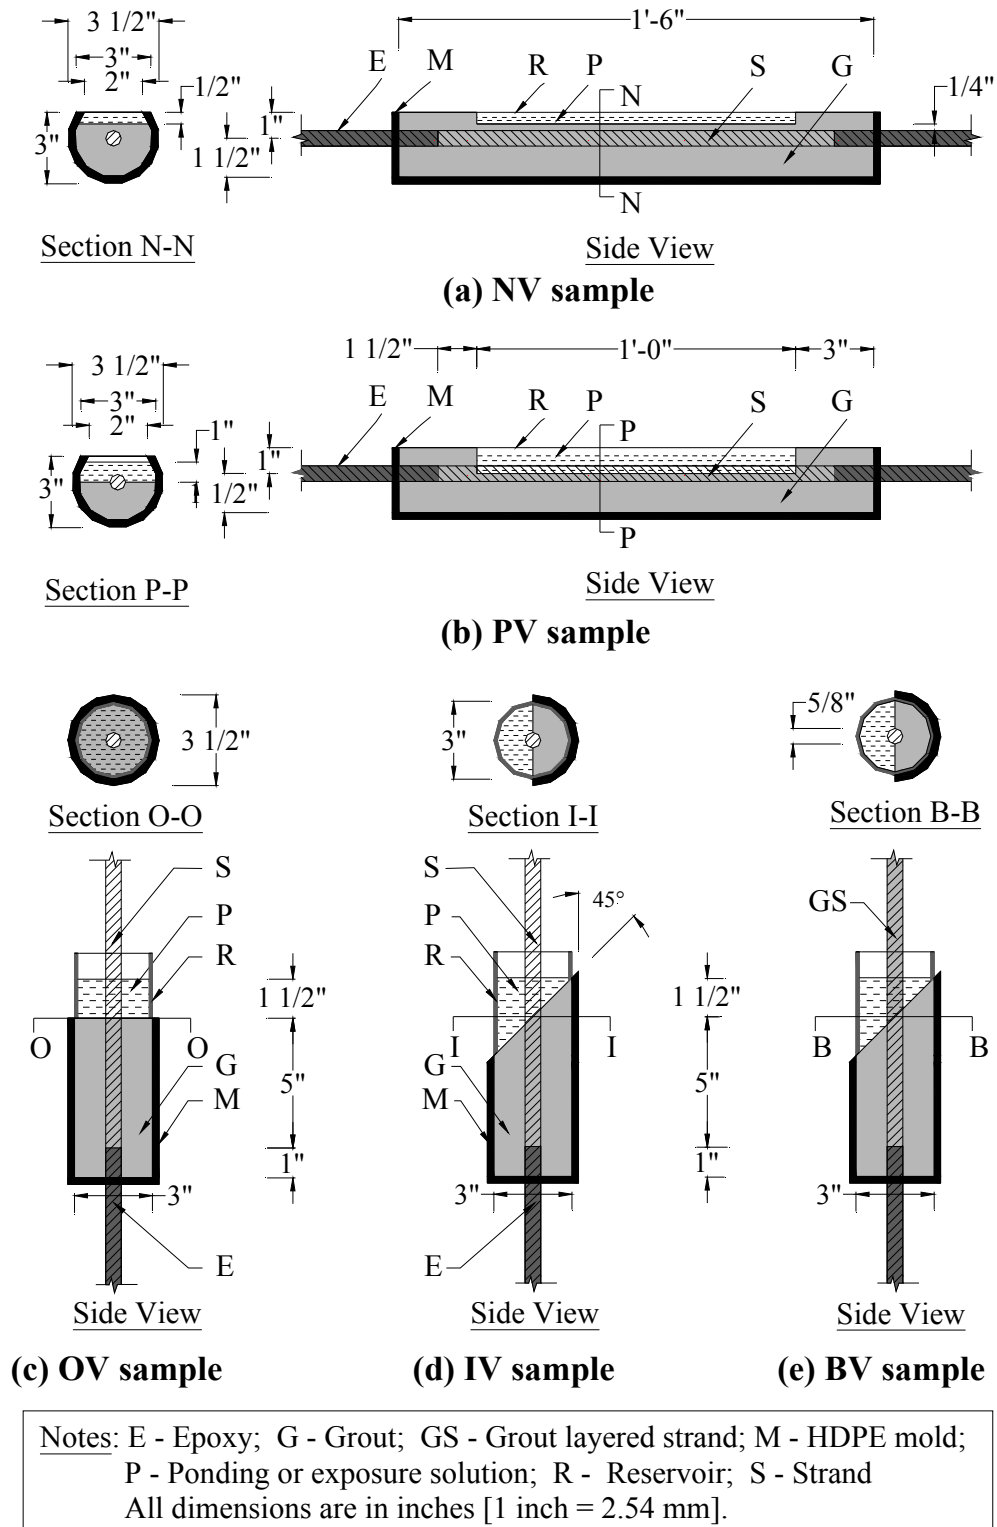 3 1/2"
3"
2"
1/2"
3"
1"
1 1/2"
Section N-N
1'-6"
E M R P N S G
1/4"
N
Side View
(a) NV sample
3 1/2"
3"
2"
1"
3"
1"
1 1/2"
Section P-P
1 1/2" 1'-0" 3"
E M R P P S G
P
Side View
(b) PV sample
3 1/2"
Section O-O
3"
Section I-I
5/8"
Section B-B
S
P
R
1 1/2"
O O
G
5"
M
1"
3"
E
Side View
(c) OV sample
S
45°
P
R
1 1/2"
I I
G
5"
M
1"
3"
E
Side View
(d) IV sample
GS
B B
3"
Side View
(e) BV sample
Notes: E - Epoxy; G - Grout; GS - Grout layered strand; M - HDPE mold;
P - Ponding or exposure solution; R - Reservoir; S - Strand
All dimensions are in inches [1 inch = 2.54 mm].